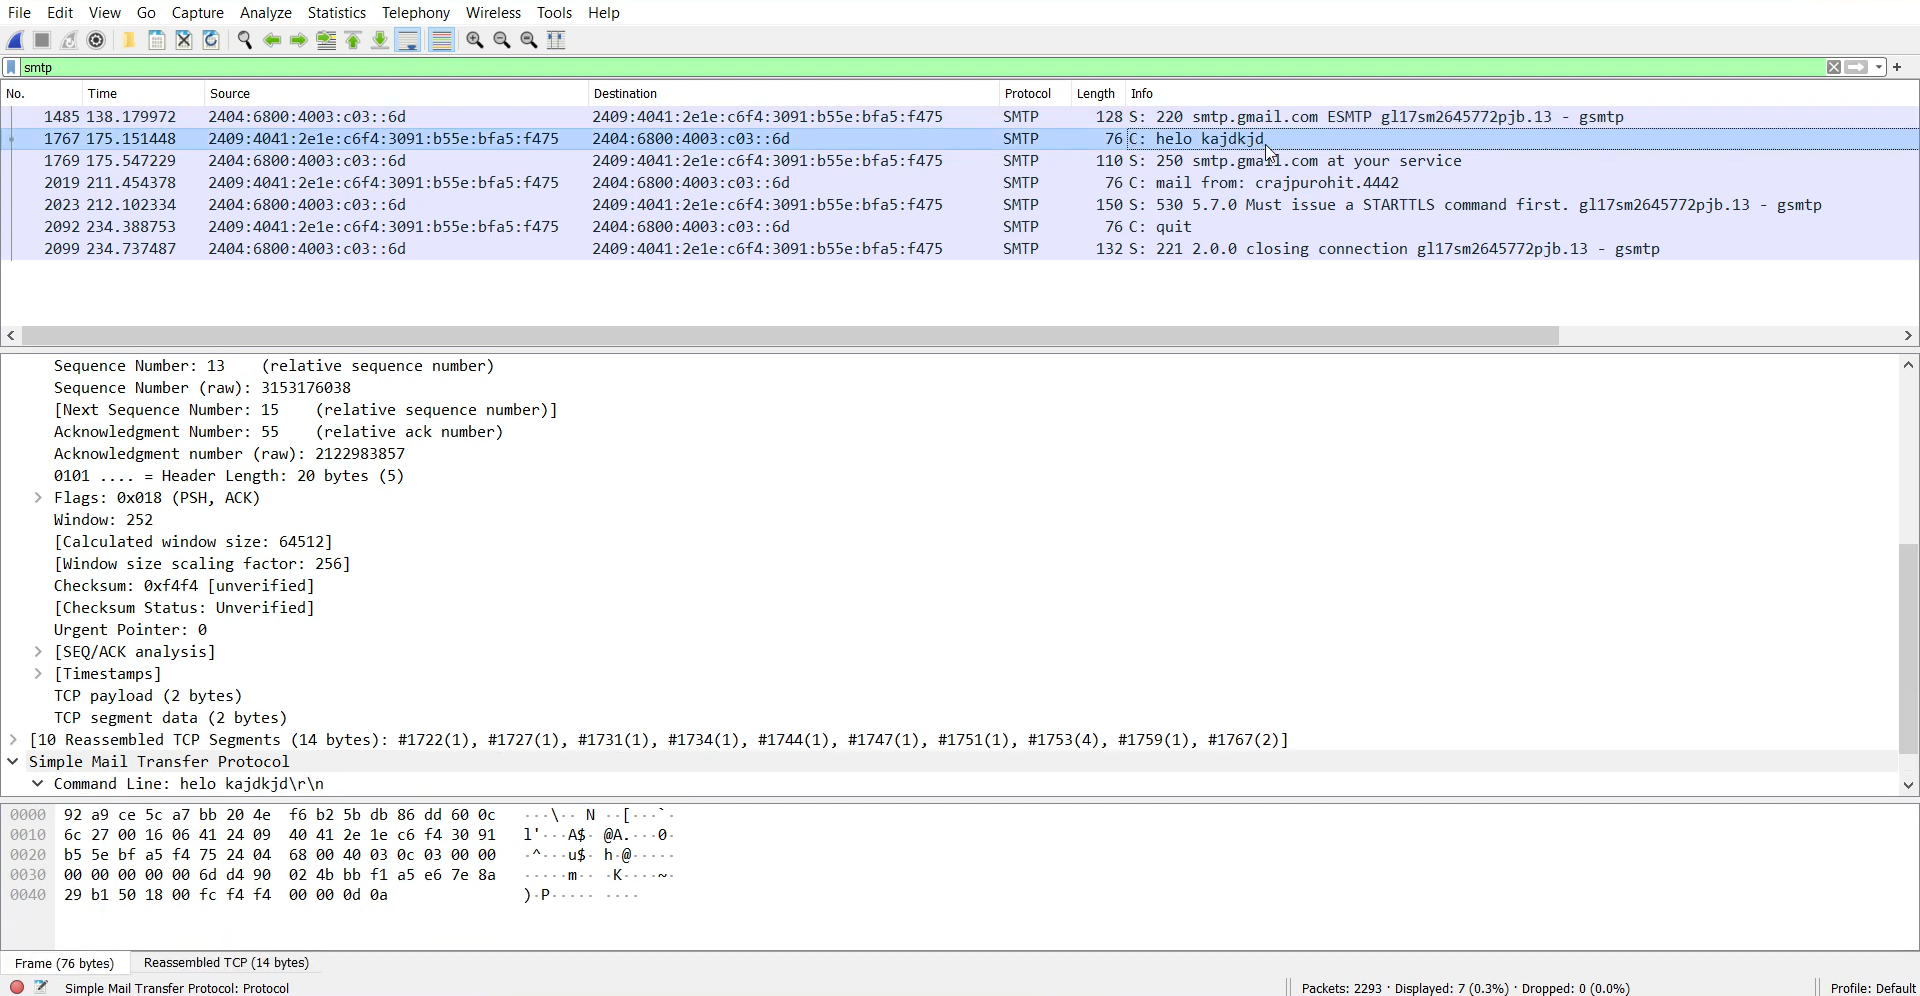 File Edit View Go Capture Analyze Statistics Telephony Wireless Tools Help
smtp
No. Time Source Destination Protocol Length Info
1485 138.179972 2404:6800:4003:c03::6d 2409:4041:2e1e:c6f4:3091:b55e:bfa5:f475 SMTP 128 S: 220 smtp.gmail.com ESMTP gl17sm2645772pjb.13 - gsmtp
1767 175.151448 2409:4041:2e1e:c6f4:3091:b55e:bfa5:f475 2404:6800:4003:c03::6d SMTP 76 C: helo kajdkjd
1769 175.547229 2404:6800:4003:c03::6d 2409:4041:2e1e:c6f4:3091:b55e:bfa5:f475 SMTP 110 S: 250 smtp.gmail.com at your service
2019 211.454378 2409:4041:2e1e:c6f4:3091:b55e:bfa5:f475 2404:6800:4003:c03::6d SMTP 76 C: mail from: crajpurohit.4442
2023 212.102334 2404:6800:4003:c03::6d 2409:4041:2e1e:c6f4:3091:b55e:bfa5:f475 SMTP 150 S: 530 5.7.0 Must issue a STARTTLS command first. gl17sm2645772pjb.13 - gsmtp
2092 234.388753 2409:4041:2e1e:c6f4:3091:b55e:bfa5:f475 2404:6800:4003:c03::6d SMTP 76 C: quit
2099 234.737487 2404:6800:4003:c03::6d 2409:4041:2e1e:c6f4:3091:b55e:bfa5:f475 SMTP 132 S: 221 2.0.0 closing connection gl17sm2645772pjb.13 - gsmtp
Sequence Number: 13 (relative sequence number)
Sequence Number (raw): 3153176038
[Next Sequence Number: 15 (relative sequence number)]
Acknowledgment Number: 55 (relative ack number)
Acknowledgment number (raw): 2122983857
0101 .... = Header Length: 20 bytes (5)
Flags: 0x018 (PSH, ACK)
Window: 252
[Calculated window size: 64512]
[Window size scaling factor: 256]
Checksum: 0xf4f4 [unverified]
[Checksum Status: Unverified]
Urgent Pointer: 0
[SEQ/ACK analysis]
[Timestamps]
TCP payload (2 bytes)
TCP segment data (2 bytes)
[10 Reassembled TCP Segments (14 bytes): #1722(1), #1727(1), #1731(1), #1734(1), #1744(1), #1747(1), #1751(1), #1753(4), #1759(1), #1767(2)]
Simple Mail Transfer Protocol
Command Line: helo kajdkjd\r\n
0000 92 a9 ce 5c a7 bb 20 4e f6 b2 5b db 86 dd 60 0c ···\·· N ··[···`·
0010 6c 27 00 16 06 41 24 09 40 41 2e 1e c6 f4 30 91 l'···A$· @A.···0·
0020 b5 5e bf a5 f4 75 24 04 68 00 40 03 0c 03 00 00 ·^···u$· h·@·····
0030 00 00 00 00 00 6d d4 90 02 4b bb f1 a5 e6 7e 8a ·····m·· ·K····~·
0040 29 b1 50 18 00 fc f4 f4 00 00 0d 0a )·P····· ····
Frame (76 bytes) Reassembled TCP (14 bytes)
Simple Mail Transfer Protocol: Protocol Packets: 2293 · Displayed: 7 (0.3%) · Dropped: 0 (0.0%) Profile: Default